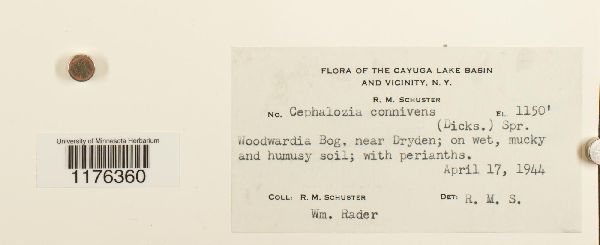 FLORA OF THE CAYUGA LAKE BASIN
AND VICINITY, N. Y.
R. M. SCHUSTER
No. Cephalozia connivens EL. 1150'
(Dicks.) Spr.
Woodwardia Bog, near Dryden; on wet, mucky
and humusy soil; with perianths.
April 17, 1944
COLL: R. M. SCHUSTER DET: R. M. S.
Wm. Rader
University of Minnesota Herbarium
1176360